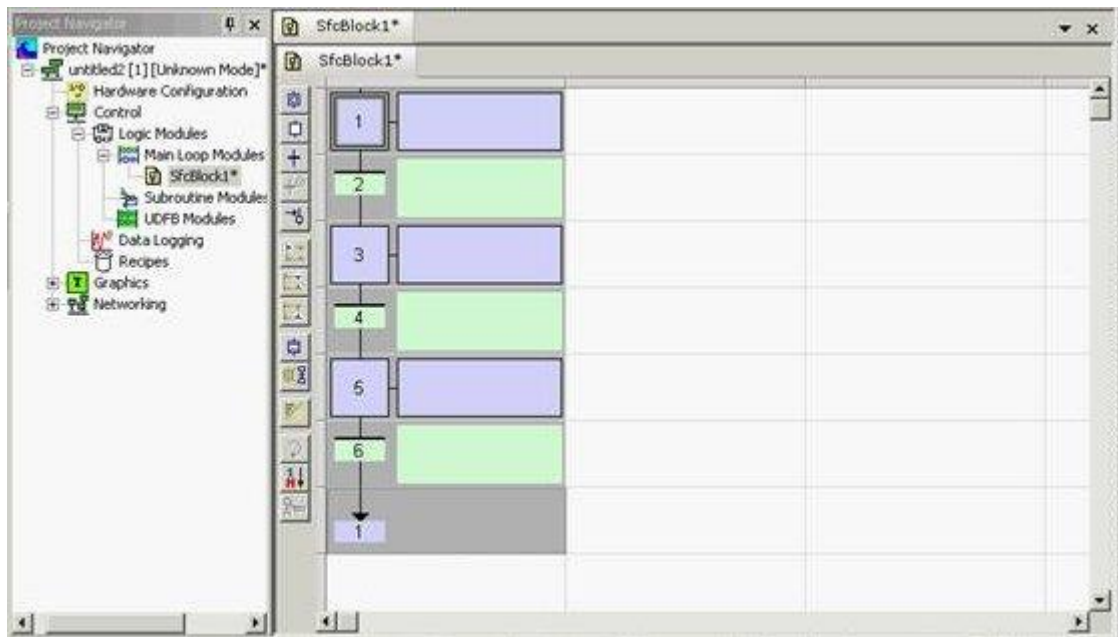 Project Navigator
Project Navigator
untitled2 [1] [Unknown Mode]*
Hardware Configuration
Control
Logic Modules
Main Loop Modules
SfcBlock1*
Subroutine Modules
UDFB Modules
Data Logging
Recipes
Graphics
Networking
SfcBlock1*
SfcBlock1*
1
2
3
4
5
6
1